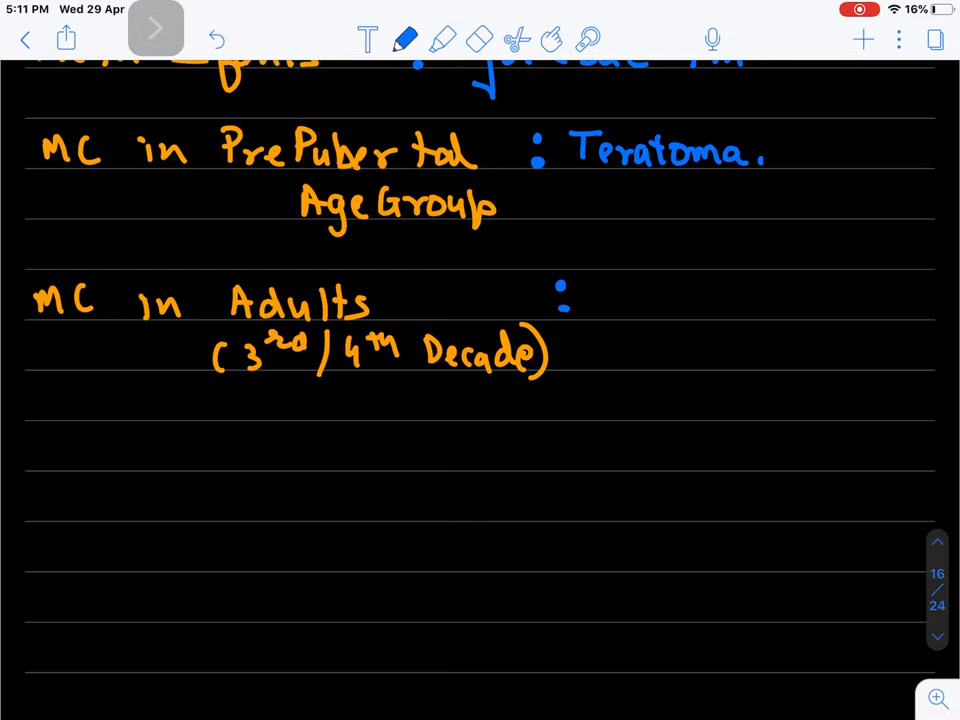 5:11 PM Wed 29 Apr
16%
MC in PrePubertal : Teratoma.
Age Group
MC in Adults :
(3rd/4th Decade)
16
/
24